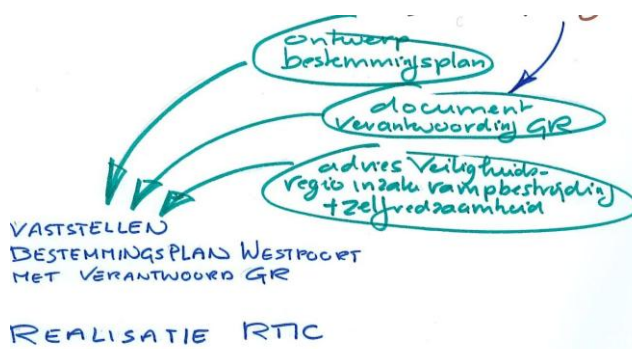 ontwerp
bestemmingsplan
document
verantwoording GR
advies Veiligheids-
regio inzake rampbestrijding
+ zelfredzaamheid
VASTSTELLEN
BESTEMMINGSPLAN WESTPOORT
MET VERANTWOORD GR
REALISATIE RTIC